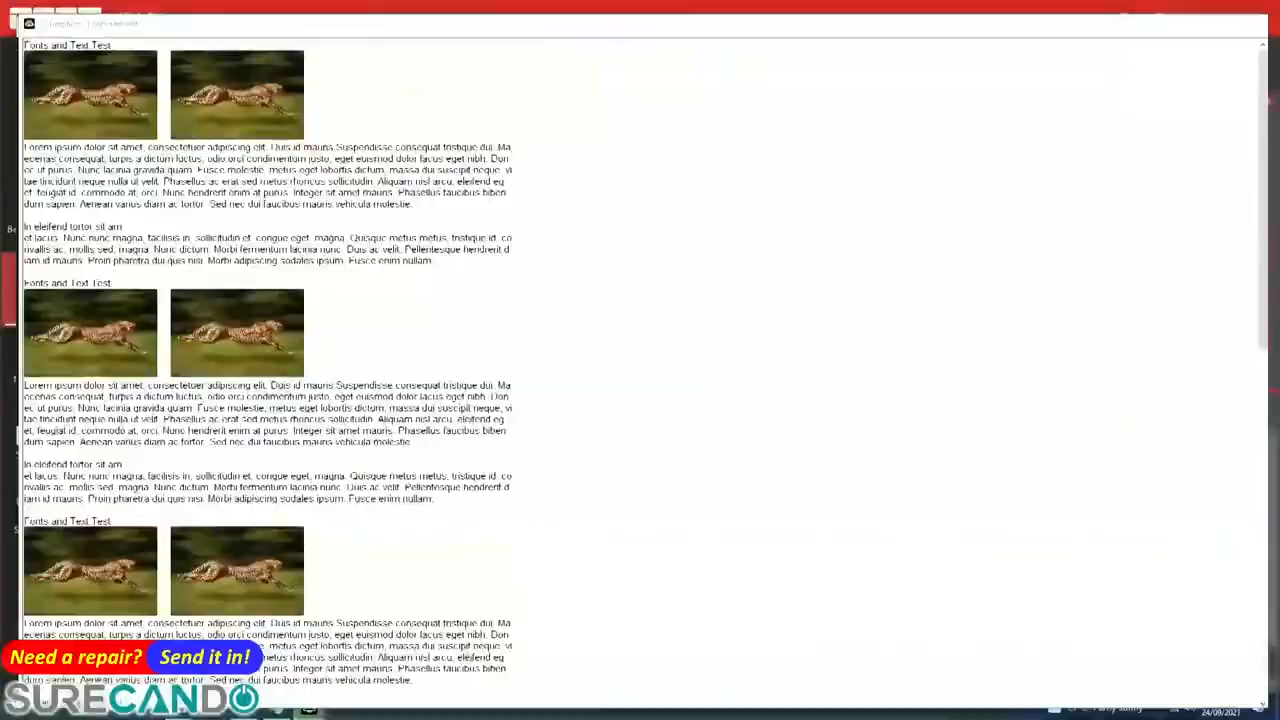 Fonts and Text Test
Lorem ipsum dolor sit amet, consectetuer adipiscing elit. Duis id mauris.Suspendisse consequat tristique dui. Ma
ecenas consequat, turpis a dictum luctus, odio orci condimentum justo, eget euismod dolor lacus eget nibh. Don
ec ut purus. Nunc lacinia gravida quam. Fusce molestie, metus eget lobortis dictum, massa dui suscipit neque, vi
tae tincidunt neque nulla ut velit. Phasellus ac erat sed metus rhoncus sollicitudin. Aliquam nisl arcu, eleifend eg
et, feugiat id, commodo at, orci. Nunc hendrerit enim at purus. Integer sit amet mauris. Phasellus faucibus biben
dum sapien. Aenean varius diam ac tortor. Sed nec dui faucibus mauris vehicula molestie.
In eleifend tortor sit am
et lacus. Nunc nunc magna, facilisis in, sollicitudin et, congue eget, magna. Quisque metus metus, tristique id, co
nvallis ac, mollis sed, magna. Nunc dictum. Morbi fermentum lacinia nunc. Duis ac velit. Pellentesque hendrerit d
iam id mauris. Proin pharetra dui quis nisi. Morbi adipiscing sodales ipsum. Fusce enim nullam.
Fonts and Text Test
Lorem ipsum dolor sit amet, consectetuer adipiscing elit. Duis id mauris.Suspendisse consequat tristique dui. Ma
ecenas consequat, turpis a dictum luctus, odio orci condimentum justo, eget euismod dolor lacus eget nibh. Don
ec ut purus. Nunc lacinia gravida quam. Fusce molestie, metus eget lobortis dictum, massa dui suscipit neque, vi
tae tincidunt neque nulla ut velit. Phasellus ac erat sed metus rhoncus sollicitudin. Aliquam nisl arcu, eleifend eg
et, feugiat id, commodo at, orci. Nunc hendrerit enim at purus. Integer sit amet mauris. Phasellus faucibus biben
dum sapien. Aenean varius diam ac tortor. Sed nec dui faucibus mauris vehicula molestie.
In eleifend tortor sit am
et lacus. Nunc nunc magna, facilisis in, sollicitudin et, congue eget, magna. Quisque metus metus, tristique id, co
nvallis ac, mollis sed, magna. Nunc dictum. Morbi fermentum lacinia nunc. Duis ac velit. Pellentesque hendrerit d
iam id mauris. Proin pharetra dui quis nisi. Morbi adipiscing sodales ipsum. Fusce enim nullam.
Fonts and Text Test
Lorem ipsum dolor sit amet, consectetuer adipiscing elit. Duis id mauris.Suspendisse consequat tristique dui. Ma
ecenas consequat, turpis a dictum luctus, odio orci condimentum justo, eget euismod dolor lacus eget nibh. Don
metus eget lobortis dictum, massa dui suscipit neque, vi
metus rhoncus sollicitudin. Aliquam nisl arcu, eleifend eg
purus. Integer sit amet mauris. Phasellus faucibus biben
dum sapien. Aenean varius diam ac tortor. Sed nec dui faucibus mauris vehicula molestie.
Need a repair? Send it in!
SURECANDO
24/09/2021